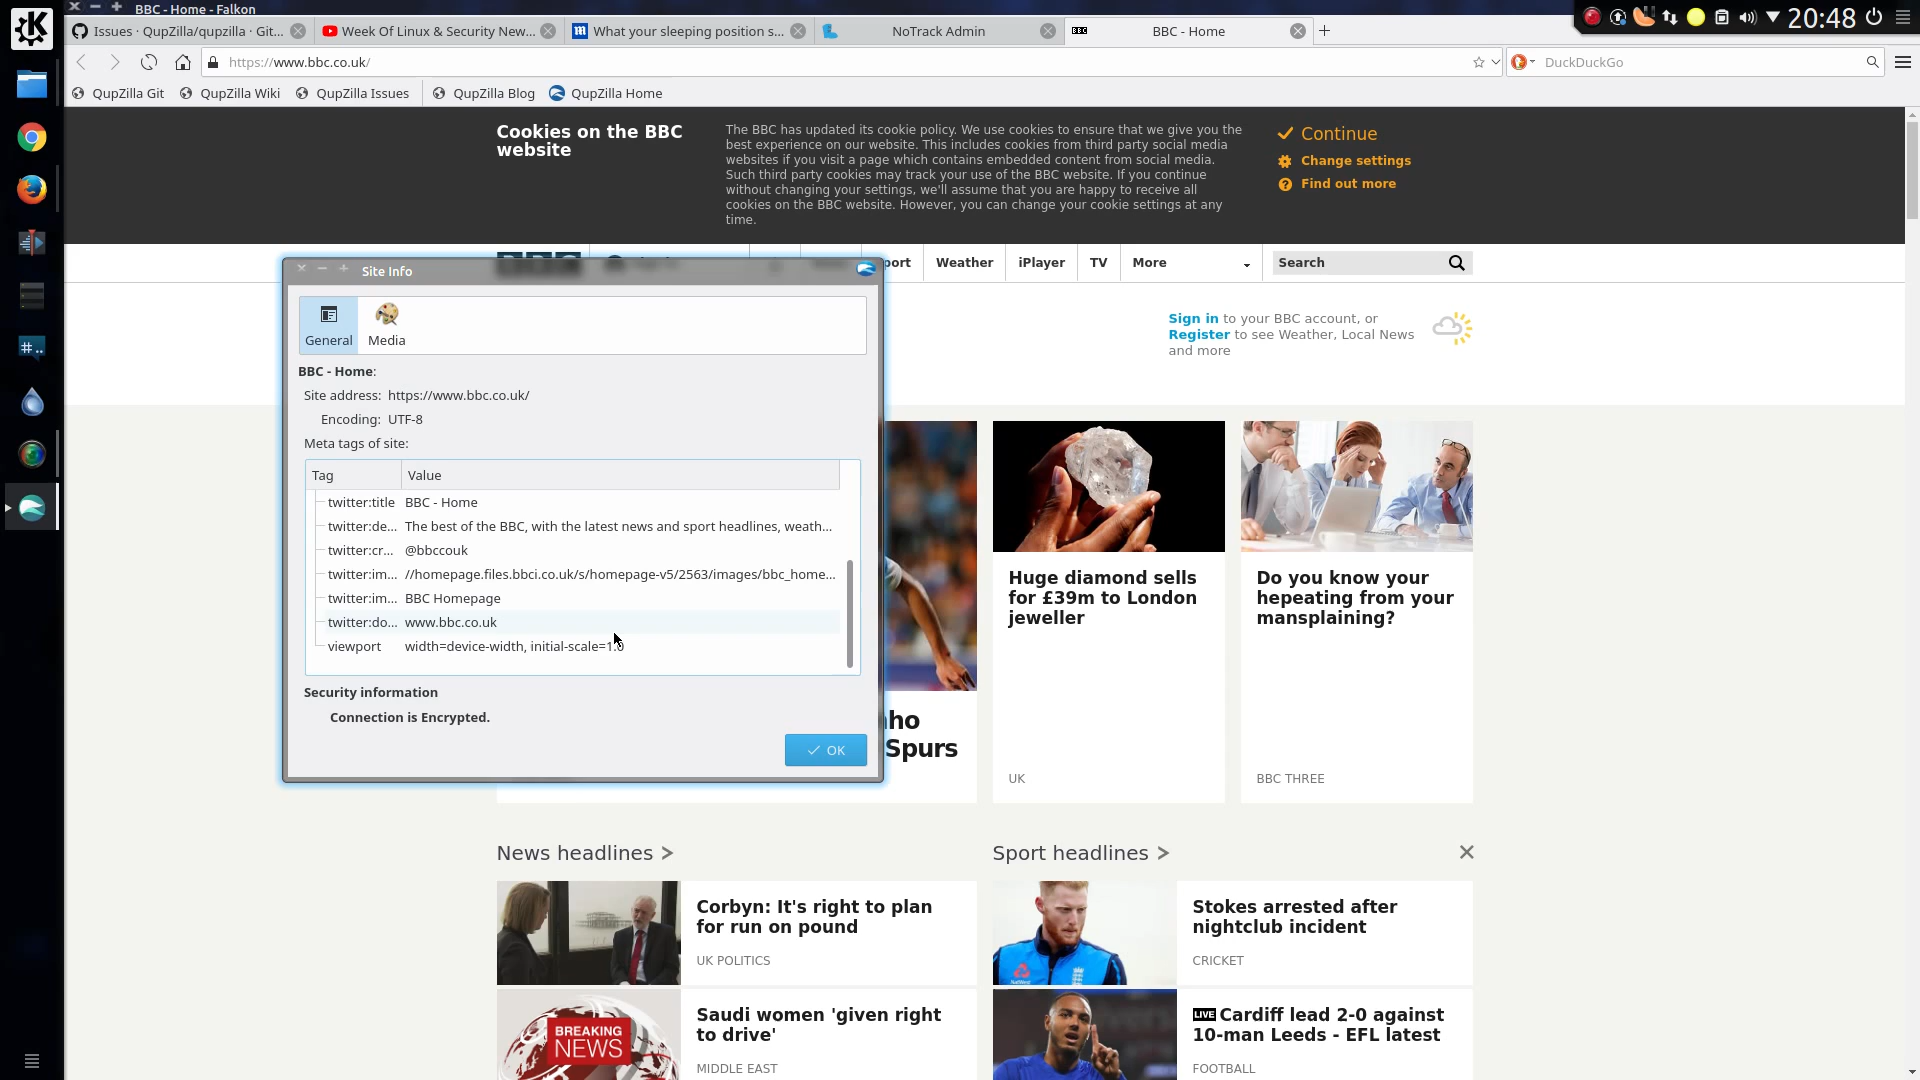 BBC - Home - Falkon
20:48
Issues · QupZilla/qupzilla · Git...
Week Of Linux & Security New...
What your sleeping position s...
NoTrack Admin
BBC - Home
https://www.bbc.co.uk/
DuckDuckGo
QupZilla Git
QupZilla Wiki
QupZilla Issues
QupZilla Blog
QupZilla Home
Cookies on the BBC
website
The BBC has updated its cookie policy. We use cookies to ensure that we give you the
best experience on our website. This includes cookies from third party social media
websites if you visit a page which contains embedded content from social media.
Such third party cookies may track your use of the BBC website. If you continue
without changing your settings, we'll assume that you are happy to receive all
cookies on the BBC website. However, you can change your cookie settings at any
time.
Continue
Change settings
Find out more
port
Weather
iPlayer
TV
More
Search
Sign in to your BBC account, or
Register to see Weather, Local News
and more
Site Info
General
Media
BBC - Home:
Site address: https://www.bbc.co.uk/
Encoding: UTF-8
Meta tags of site:
Tag Value
twitter:title BBC - Home
twitter:de... The best of the BBC, with the latest news and sport headlines, weath...
twitter:cr... @bbccouk
twitter:im... //homepage.files.bbci.co.uk/s/homepage-v5/2563/images/bbc_home...
twitter:im... BBC Homepage
twitter:do... www.bbc.co.uk
viewport width=device-width, initial-scale=1.0
Security information
Connection is Encrypted.
OK
nho
Spurs
Huge diamond sells
for £39m to London
jeweller
UK
Do you know your
hepeating from your
mansplaining?
BBC THREE
News headlines >
Corbyn: It's right to plan
for run on pound
UK POLITICS
BREAKING
NEWS
Saudi women 'given right
to drive'
MIDDLE EAST
Sport headlines >
Stokes arrested after
nightclub incident
CRICKET
LIVE Cardiff lead 2-0 against
10-man Leeds - EFL latest
FOOTBALL